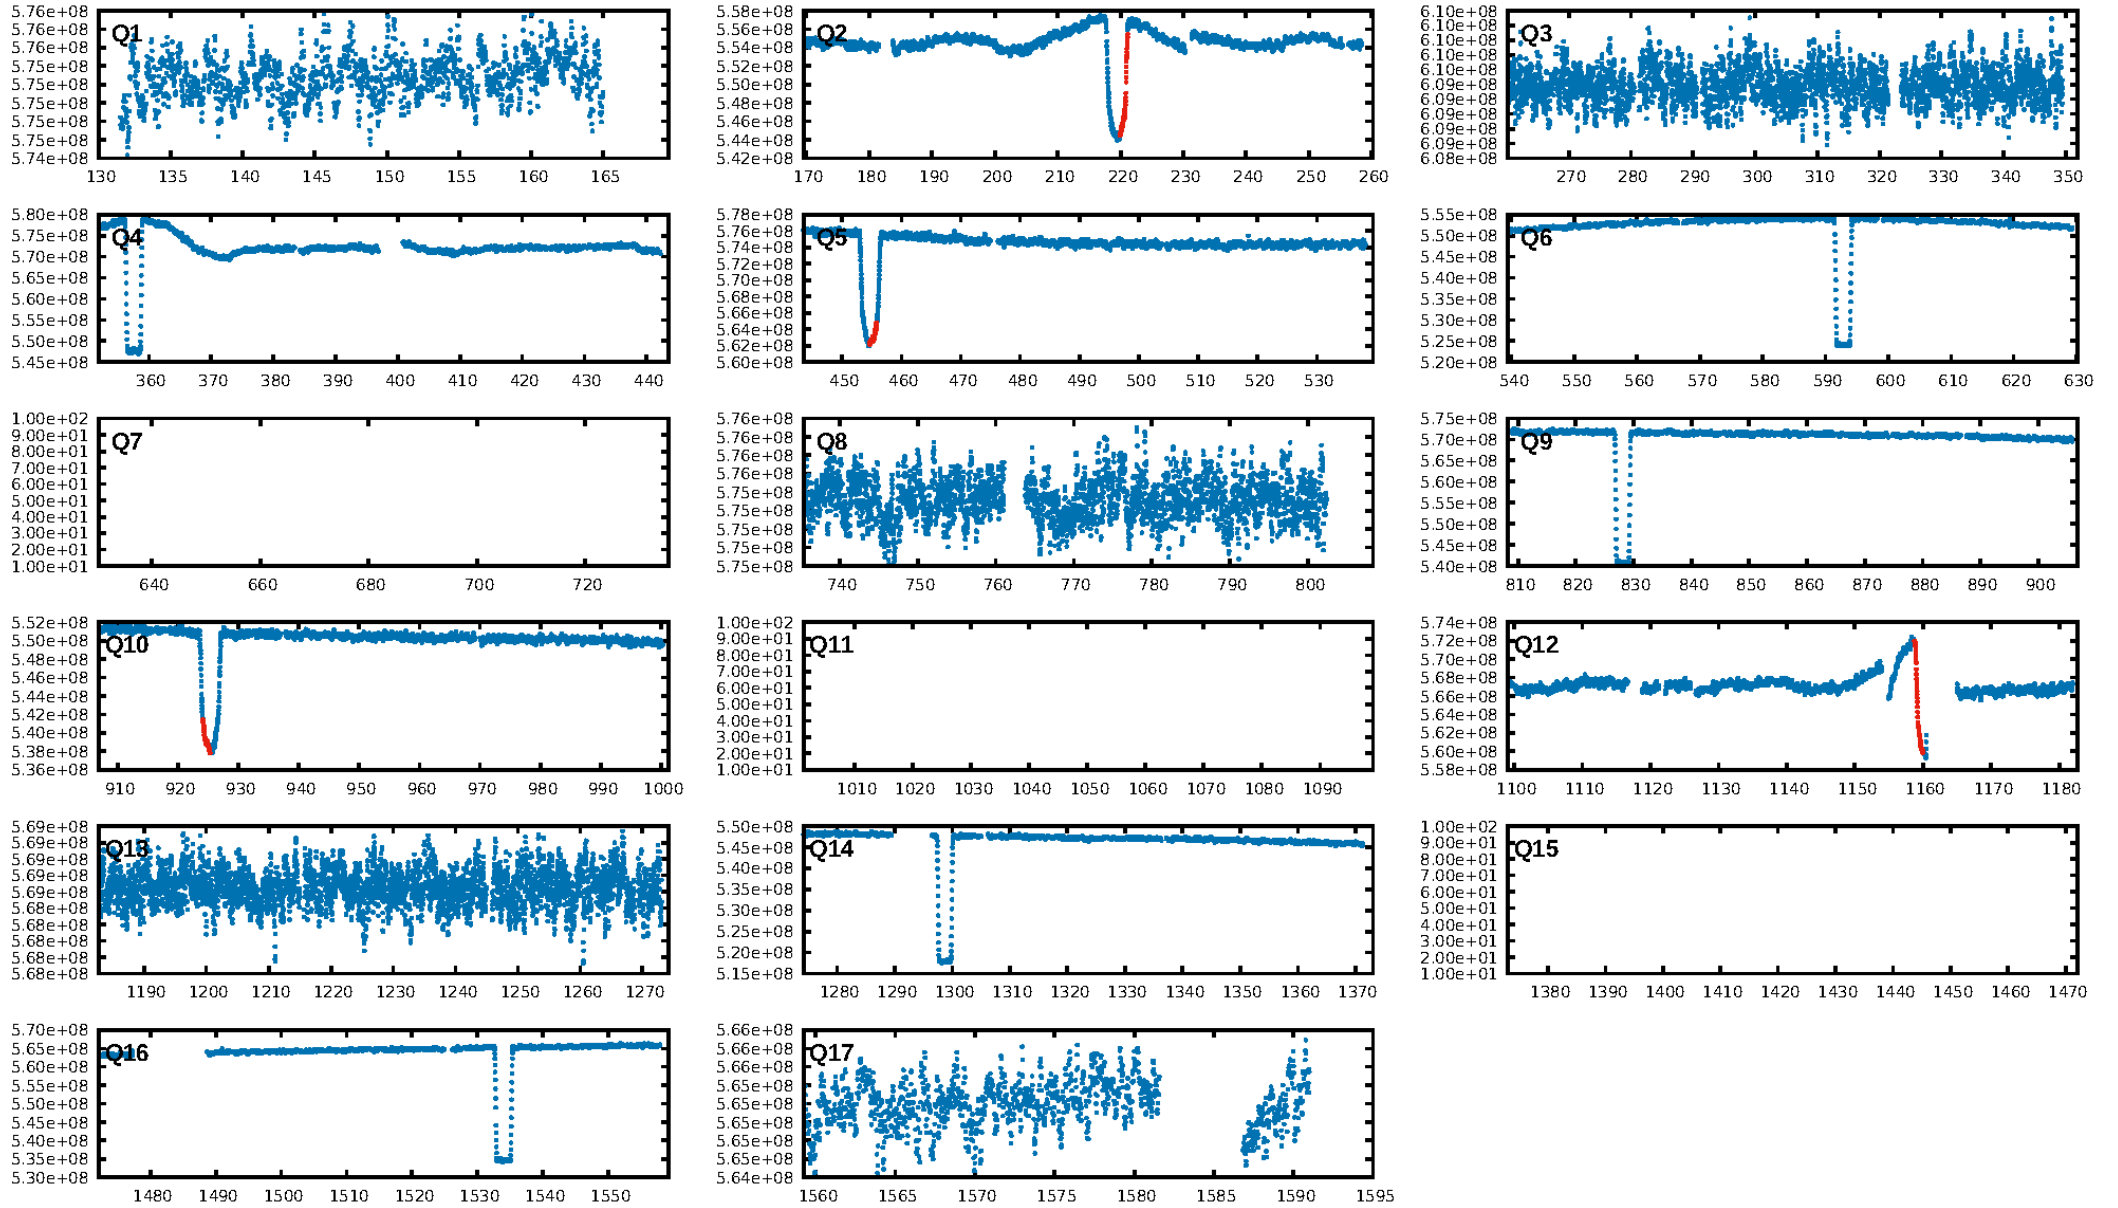 Q1
5.76e+08
5.76e+08
5.76e+08
5.75e+08
5.75e+08
5.75e+08
5.75e+08
5.75e+08
5.74e+08
130 135 140 145 150 155 160 165
Q2
5.58e+08
5.56e+08
5.54e+08
5.52e+08
5.50e+08
5.48e+08
5.46e+08
5.44e+08
5.42e+08
170 180 190 200 210 220 230 240 250 260
Q3
6.10e+08
6.10e+08
6.10e+08
6.10e+08
6.10e+08
6.09e+08
6.09e+08
6.09e+08
6.09e+08
6.09e+08
6.08e+08
270 280 290 300 310 320 330 340 350
Q4
5.80e+08
5.75e+08
5.70e+08
5.65e+08
5.60e+08
5.55e+08
5.50e+08
5.45e+08
360 370 380 390 400 410 420 430 440
Q5
5.78e+08
5.76e+08
5.74e+08
5.72e+08
5.70e+08
5.68e+08
5.66e+08
5.64e+08
5.62e+08
5.60e+08
450 460 470 480 490 500 510 520 530
Q6
5.55e+08
5.50e+08
5.45e+08
5.40e+08
5.35e+08
5.30e+08
5.25e+08
5.20e+08
540 550 560 570 580 590 600 610 620 630
Q7
1.00e+02
9.00e+01
8.00e+01
7.00e+01
6.00e+01
5.00e+01
4.00e+01
3.00e+01
2.00e+01
1.00e+01
640 660 680 700 720
Q8
5.76e+08
5.76e+08
5.76e+08
5.76e+08
5.75e+08
5.75e+08
5.75e+08
5.75e+08
5.75e+08
740 750 760 770 780 790 800
Q9
5.75e+08
5.70e+08
5.65e+08
5.60e+08
5.55e+08
5.50e+08
5.45e+08
5.40e+08
810 820 830 840 850 860 870 880 890 900
Q10
5.52e+08
5.50e+08
5.48e+08
5.46e+08
5.44e+08
5.42e+08
5.40e+08
5.38e+08
5.36e+08
910 920 930 940 950 960 970 980 990 1000
Q11
1.00e+02
9.00e+01
8.00e+01
7.00e+01
6.00e+01
5.00e+01
4.00e+01
3.00e+01
2.00e+01
1.00e+01
1010 1020 1030 1040 1050 1060 1070 1080 1090
Q12
5.74e+08
5.72e+08
5.70e+08
5.68e+08
5.66e+08
5.64e+08
5.62e+08
5.60e+08
5.58e+08
1100 1110 1120 1130 1140 1150 1160 1170 1180
Q13
5.69e+08
5.69e+08
5.69e+08
5.69e+08
5.69e+08
5.68e+08
5.68e+08
5.68e+08
5.68e+08
5.68e+08
1190 1200 1210 1220 1230 1240 1250 1260 1270
Q14
5.50e+08
5.45e+08
5.40e+08
5.35e+08
5.30e+08
5.25e+08
5.20e+08
5.15e+08
1280 1290 1300 1310 1320 1330 1340 1350 1360 1370
Q15
1.00e+02
9.00e+01
8.00e+01
7.00e+01
6.00e+01
5.00e+01
4.00e+01
3.00e+01
2.00e+01
1.00e+01
1380 1390 1400 1410 1420 1430 1440 1450 1460 1470
Q16
5.70e+08
5.65e+08
5.60e+08
5.55e+08
5.50e+08
5.45e+08
5.40e+08
5.35e+08
5.30e+08
1480 1490 1500 1510 1520 1530 1540 1550
Q17
5.66e+08
5.66e+08
5.66e+08
5.65e+08
5.65e+08
5.65e+08
5.65e+08
5.65e+08
5.64e+08
1560 1565 1570 1575 1580 1585 1590 1595